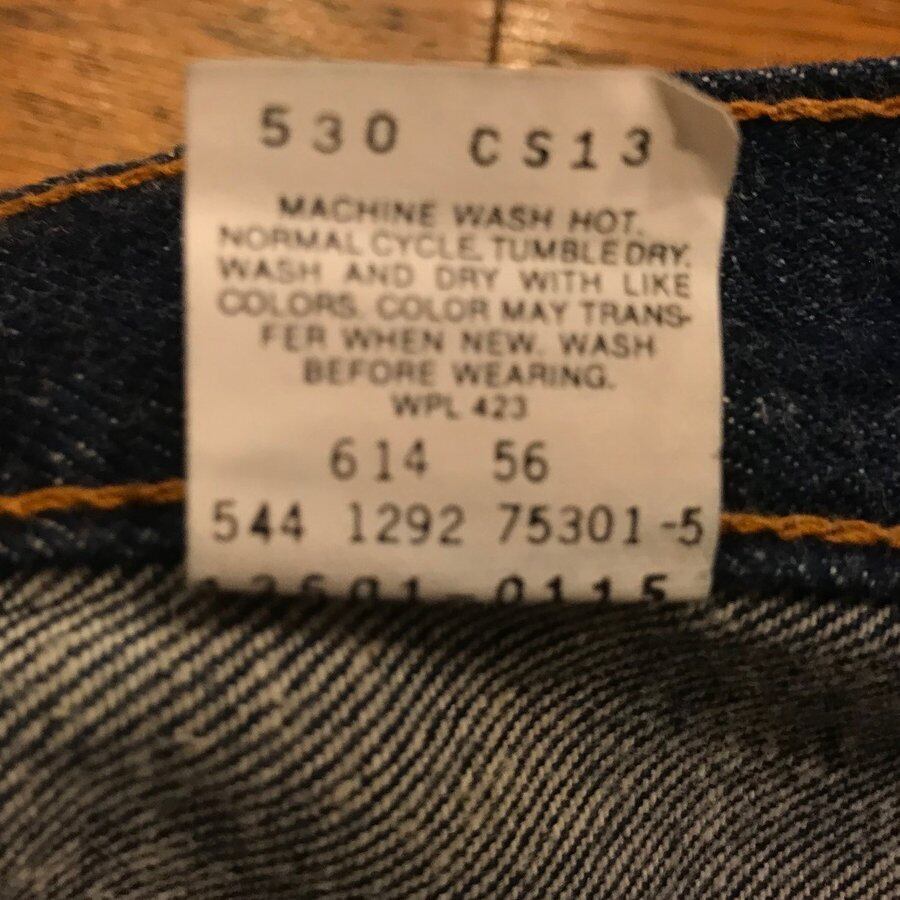 530 CS13
MACHINE WASH HOT.
NORMAL CYCLE. TUMBLE DRY.
WASH AND DRY WITH LIKE
COLORS. COLOR MAY TRANS-
FER WHEN NEW. WASH
BEFORE WEARING.
WPL 423
614 56
544 1292 75301-5
0115